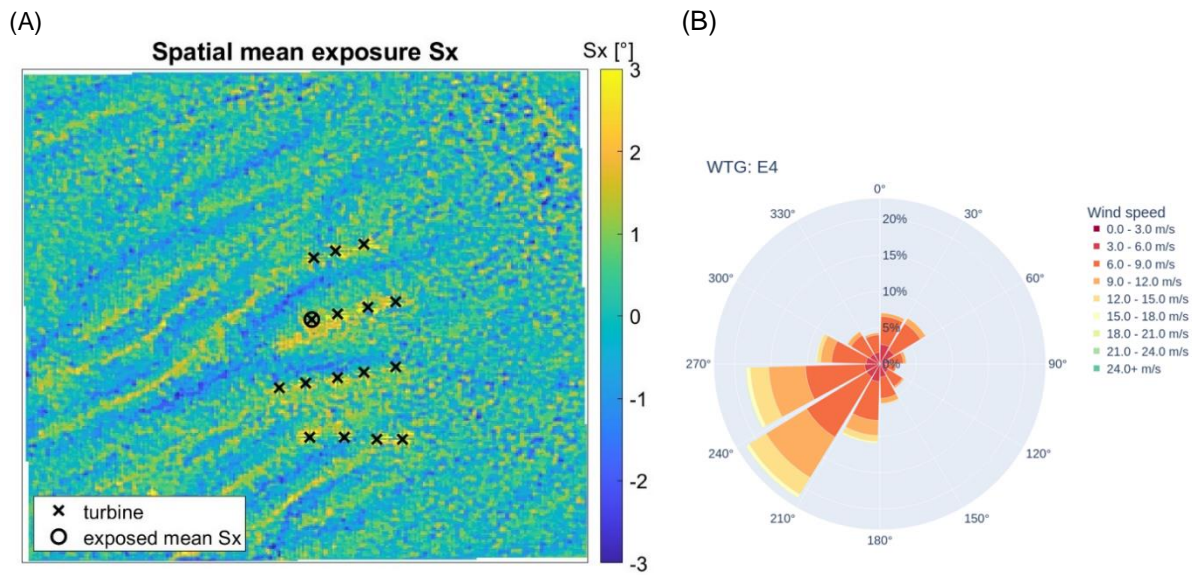 (A)
(B)
Spatial mean exposure Sx
Sx [°]
3
2
1
0
-1
-2
-3
× turbine
exposed mean Sx
WTG: E4
0°
30°
60°
90°
120°
150°
180°
210°
240°
270°
300°
330°
20%
15%
10%
5%
0%
Wind speed
0.0 - 3.0 m/s
3.0 - 6.0 m/s
6.0 - 9.0 m/s
9.0 - 12.0 m/s
12.0 - 15.0 m/s
15.0 - 18.0 m/s
18.0 - 21.0 m/s
21.0 - 24.0 m/s
24.0+ m/s